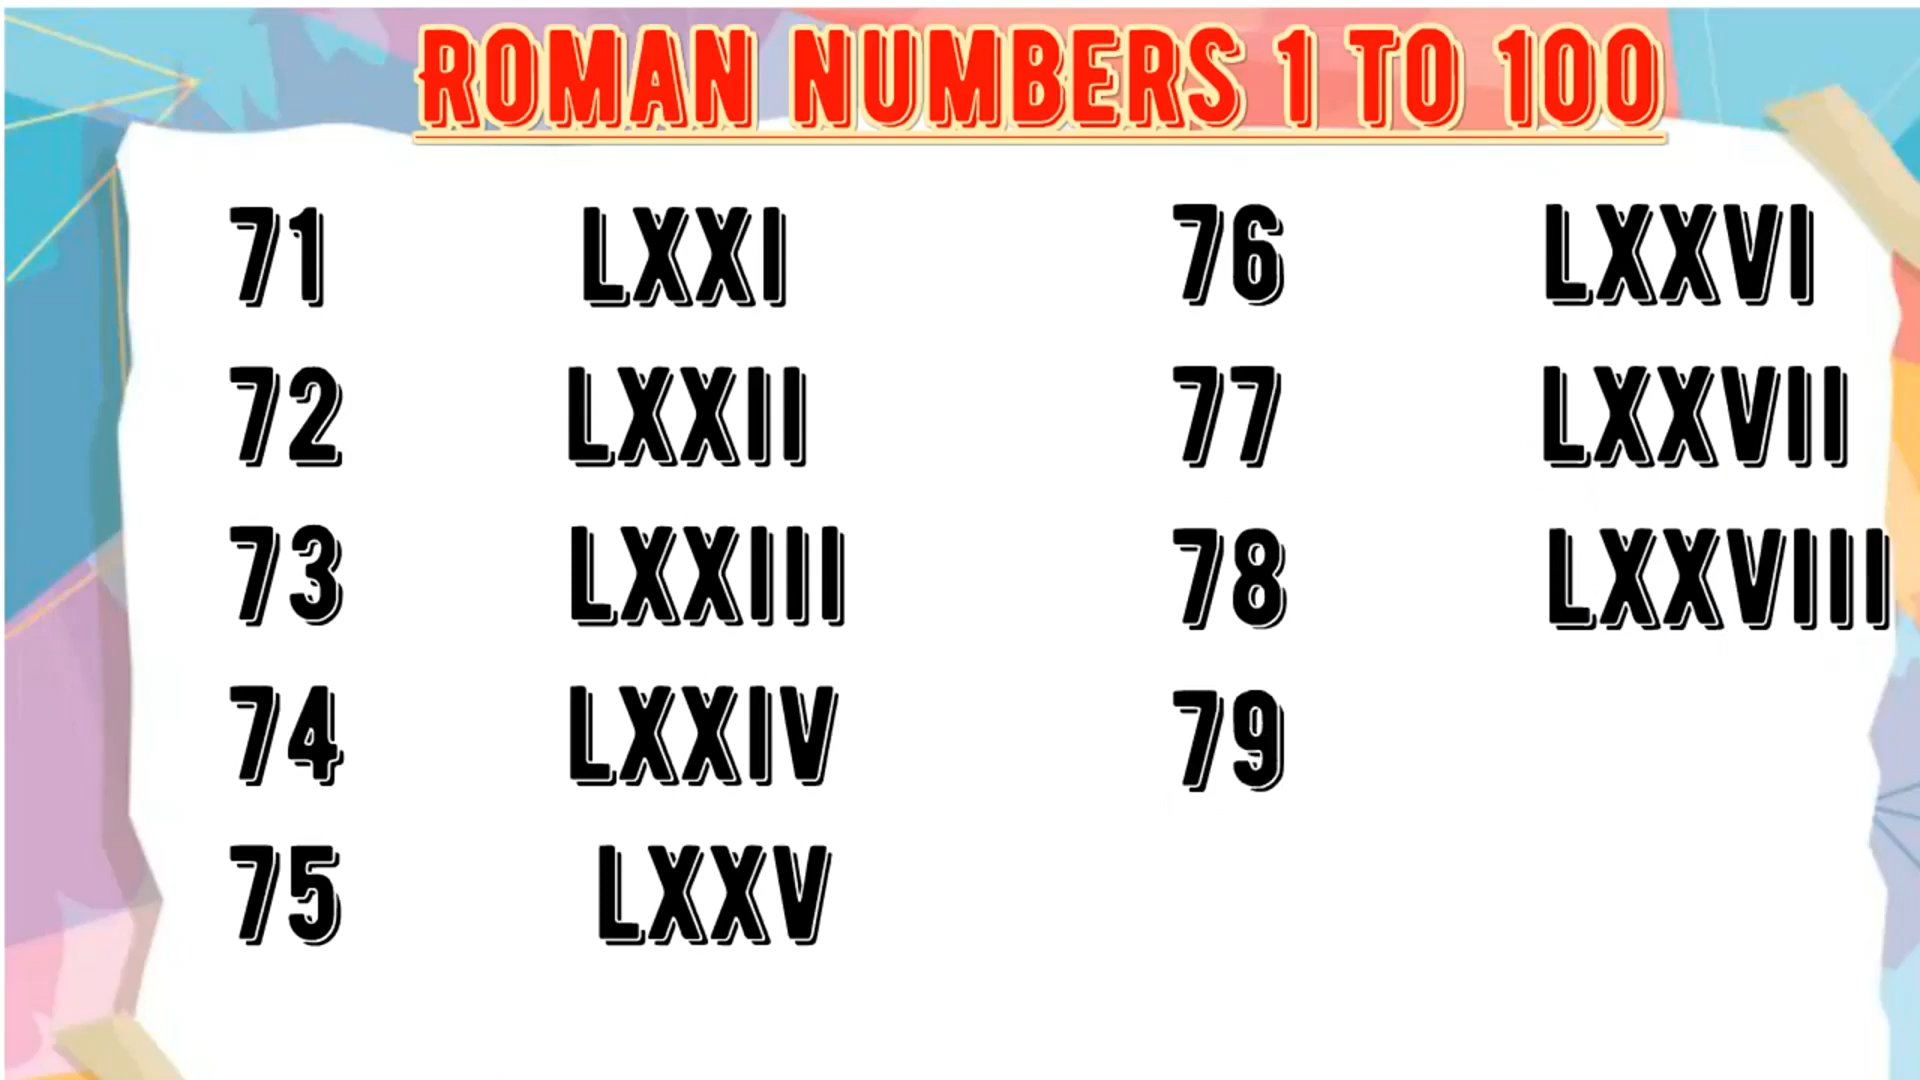 ROMAN NUMBERS 1 TO 100
71 LXXI 76 LXXVI
72 LXXII 77 LXXVII
73 LXXIII 78 LXXVIII
74 LXXIV 79
75 LXXV